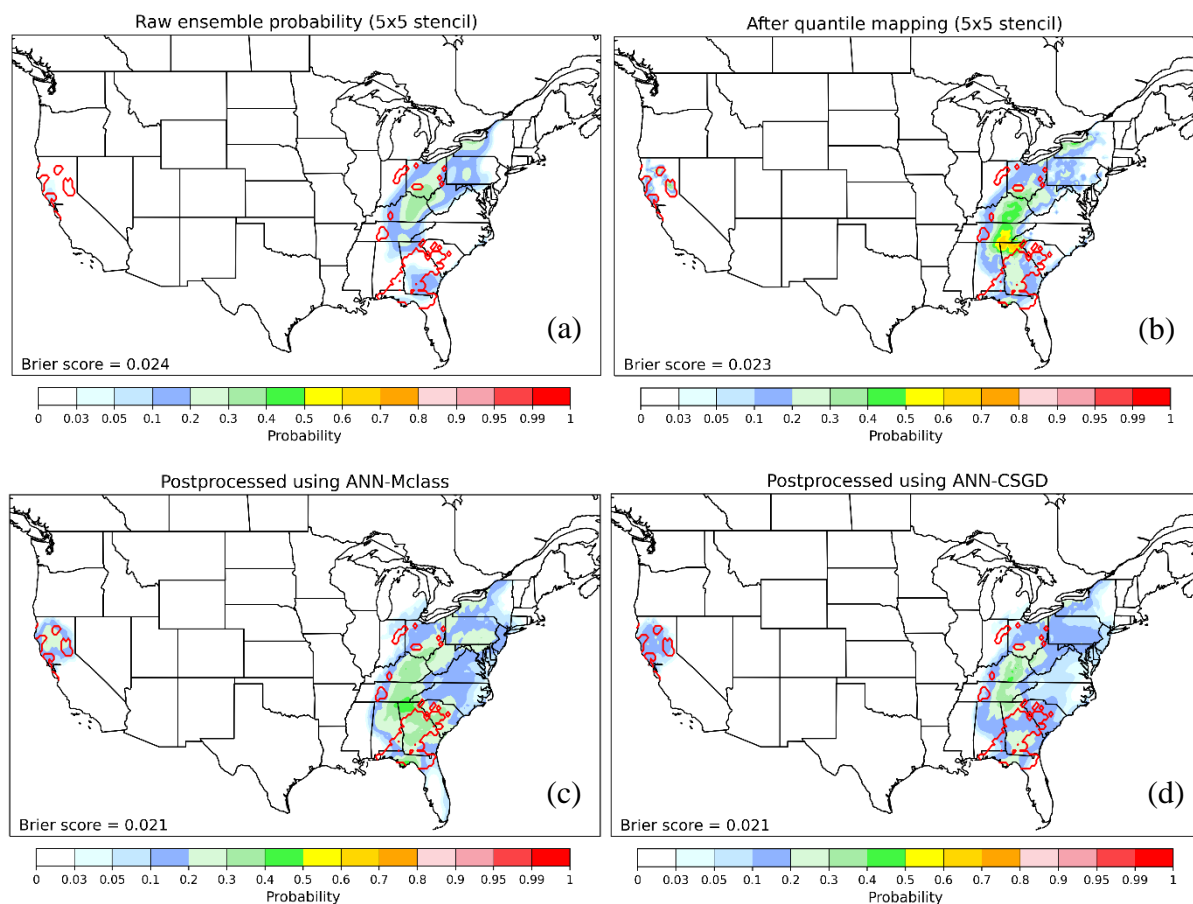 Raw ensemble probability (5x5 stencil)
(a)
Brier score = 0.024
0 0.03 0.05 0.1 0.2 0.3 0.4 0.5 0.6 0.7 0.8 0.9 0.95 0.99 1
Probability
After quantile mapping (5x5 stencil)
(b)
Brier score = 0.023
0 0.03 0.05 0.1 0.2 0.3 0.4 0.5 0.6 0.7 0.8 0.9 0.95 0.99 1
Probability
Postprocessed using ANN-Mclass
(c)
Brier score = 0.021
0 0.03 0.05 0.1 0.2 0.3 0.4 0.5 0.6 0.7 0.8 0.9 0.95 0.99 1
Probability
Postprocessed using ANN-CSGD
(d)
Brier score = 0.021
0 0.03 0.05 0.1 0.2 0.3 0.4 0.5 0.6 0.7 0.8 0.9 0.95 0.99 1
Probability